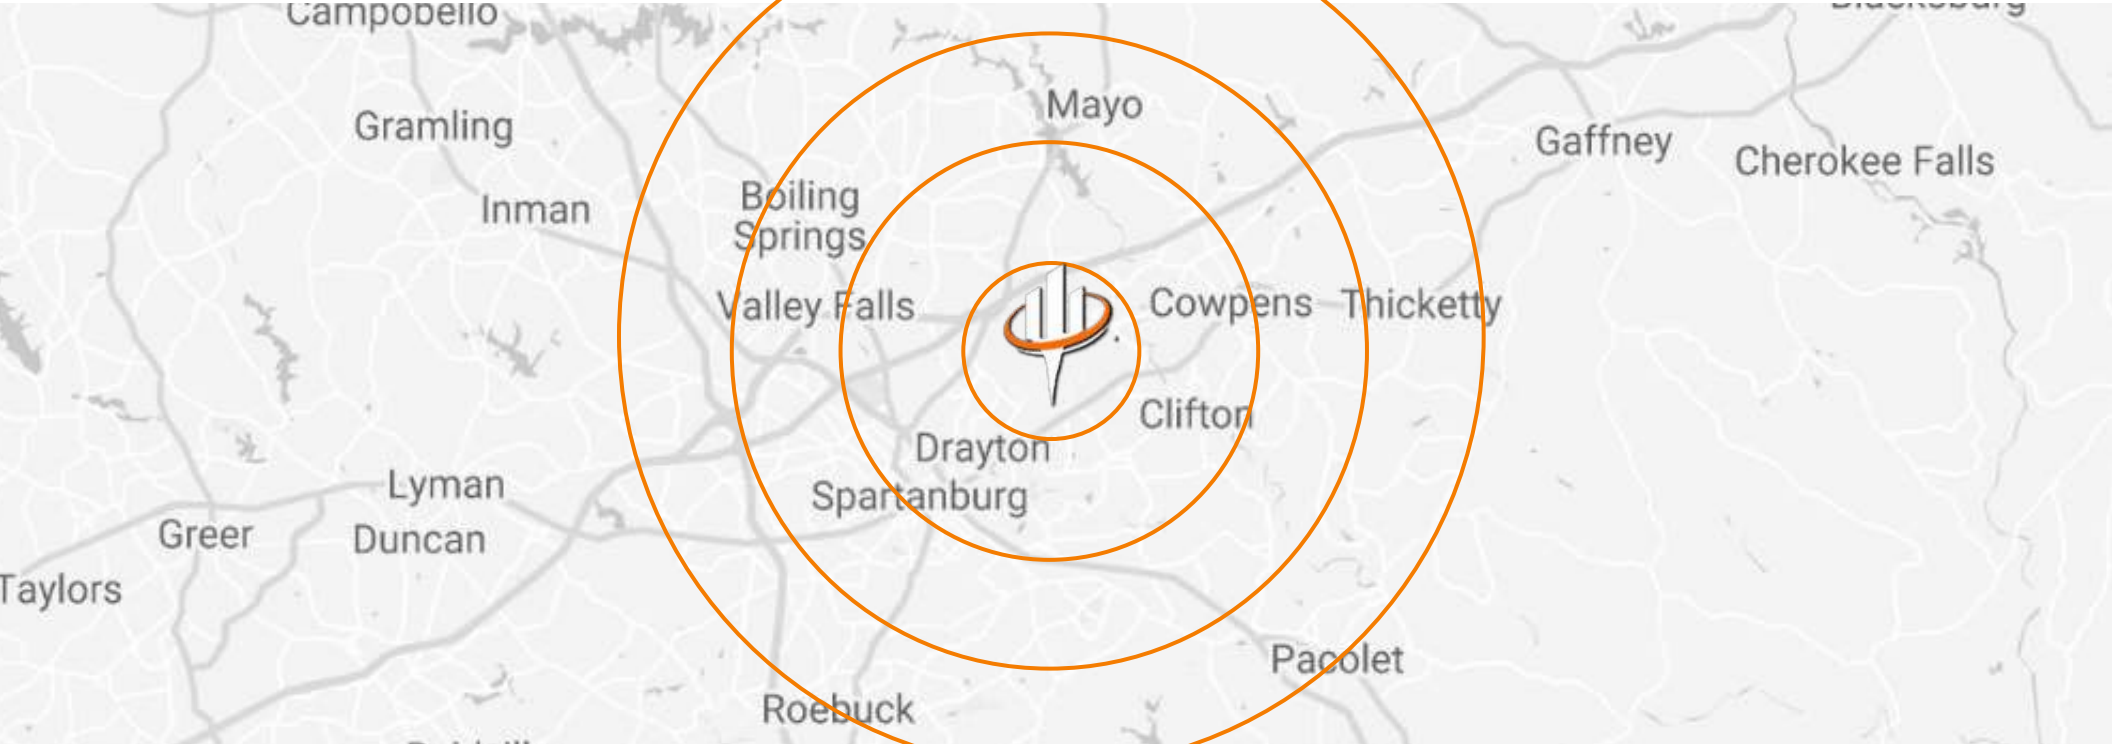 Campobello
Blacksburg
Mayo
Gramling
Gaffney
Cherokee Falls
Boiling
Springs
Inman
Valley Falls
Cowpens
Thicketty
Clifton
Drayton
Lyman
Spartanburg
Greer
Duncan
Taylors
Pacolet
Roebuck